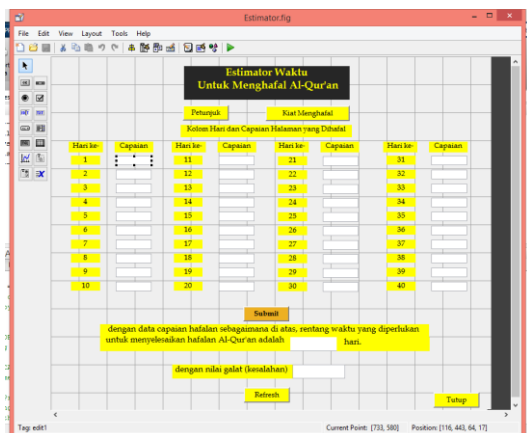 Estimator.fig
File Edit View Layout Tools Help
Estimator Waktu
Untuk Menghafal Al-Qur'an
Petunjuk Kiat Menghafal
Kolom Hari dan Capaian Halaman yang Dihafal
Hari ke- Capaian Hari ke- Capaian Hari ke- Capaian Hari ke- Capaian
1 11 21 31
2 12 22 32
3 13 23 33
4 14 24 34
5 15 25 35
6 16 26 36
7 17 27 37
8 18 28 38
9 19 29 39
10 20 30 40
Submit
dengan data capaian hafalan sebagaimana di atas, rentang waktu yang diperlukan
untuk menyelesaikan hafalan Al-Qur'an adalah hari.
dengan nilai galat (kesalahan)
Refresh
Tutup
Tag: edit1 Current Point: [733, 580] Position: [116, 443, 64, 17]